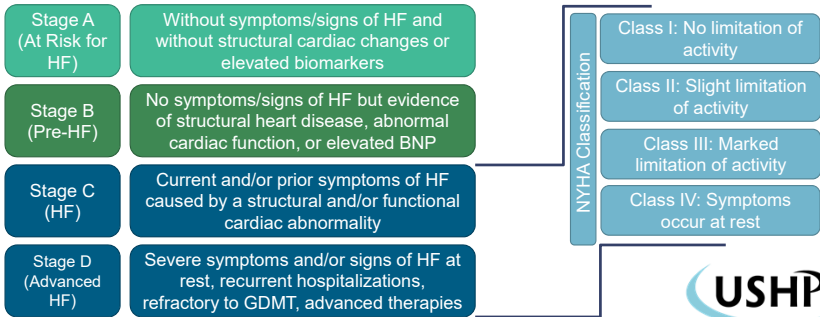 Stage A
(At Risk for
HF)
Without symptoms/signs of HF and
without structural cardiac changes or
elevated biomarkers
Stage B
(Pre-HF)
No symptoms/signs of HF but evidence
of structural heart disease, abnormal
cardiac function, or elevated BNP
Stage C
(HF)
Current and/or prior symptoms of HF
caused by a structural and/or functional
cardiac abnormality
Stage D
(Advanced
HF)
Severe symptoms and/or signs of HF at
rest, recurrent hospitalizations,
refractory to GDMT, advanced therapies
NYHA Classification
Class I: No limitation of
activity
Class II: Slight limitation
of activity
Class III: Marked
limitation of activity
Class IV: Symptoms
occur at rest
USHP